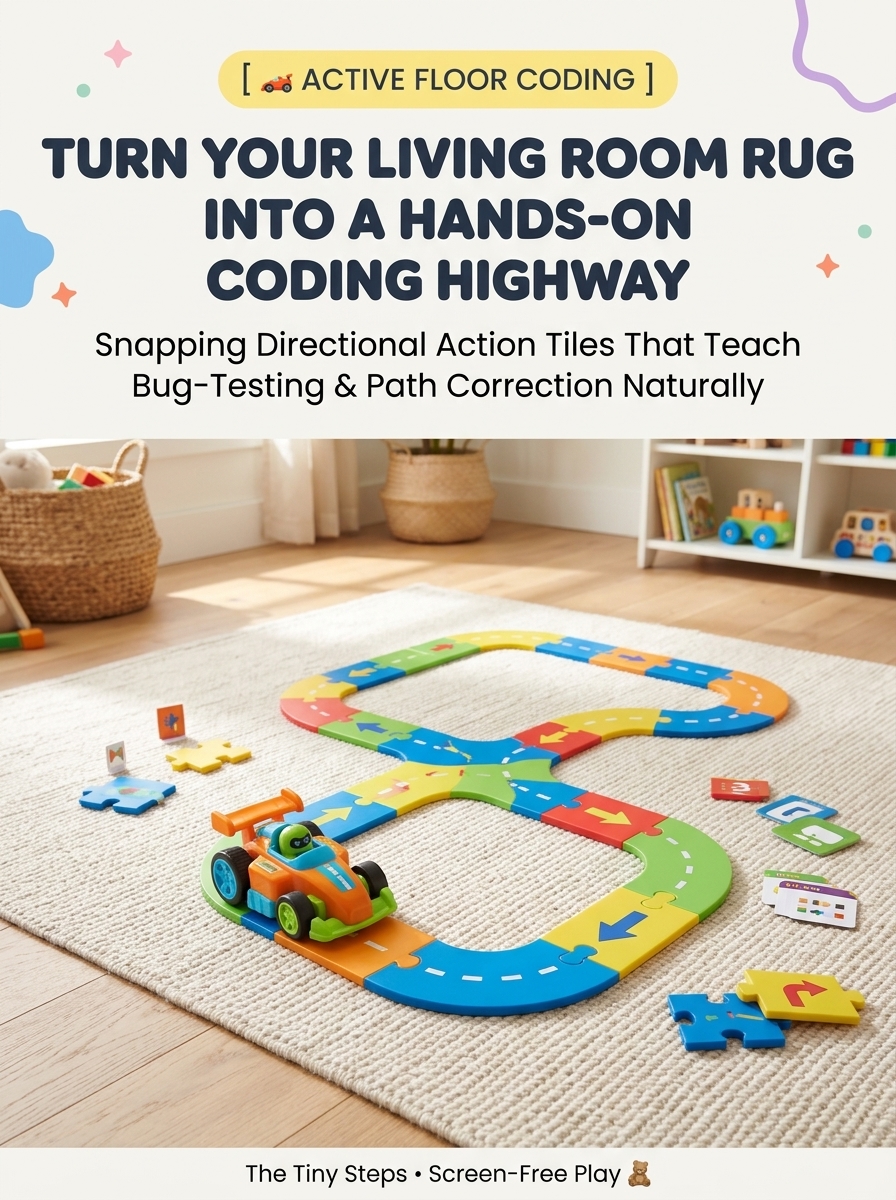 [ 🏎️ ACTIVE FLOOR CODING ]
TURN YOUR LIVING ROOM RUG
INTO A HANDS-ON
CODING HIGHWAY
Snapping Directional Action Tiles That Teach
Bug-Testing & Path Correction Naturally
The Tiny Steps • Screen-Free Play 🧸